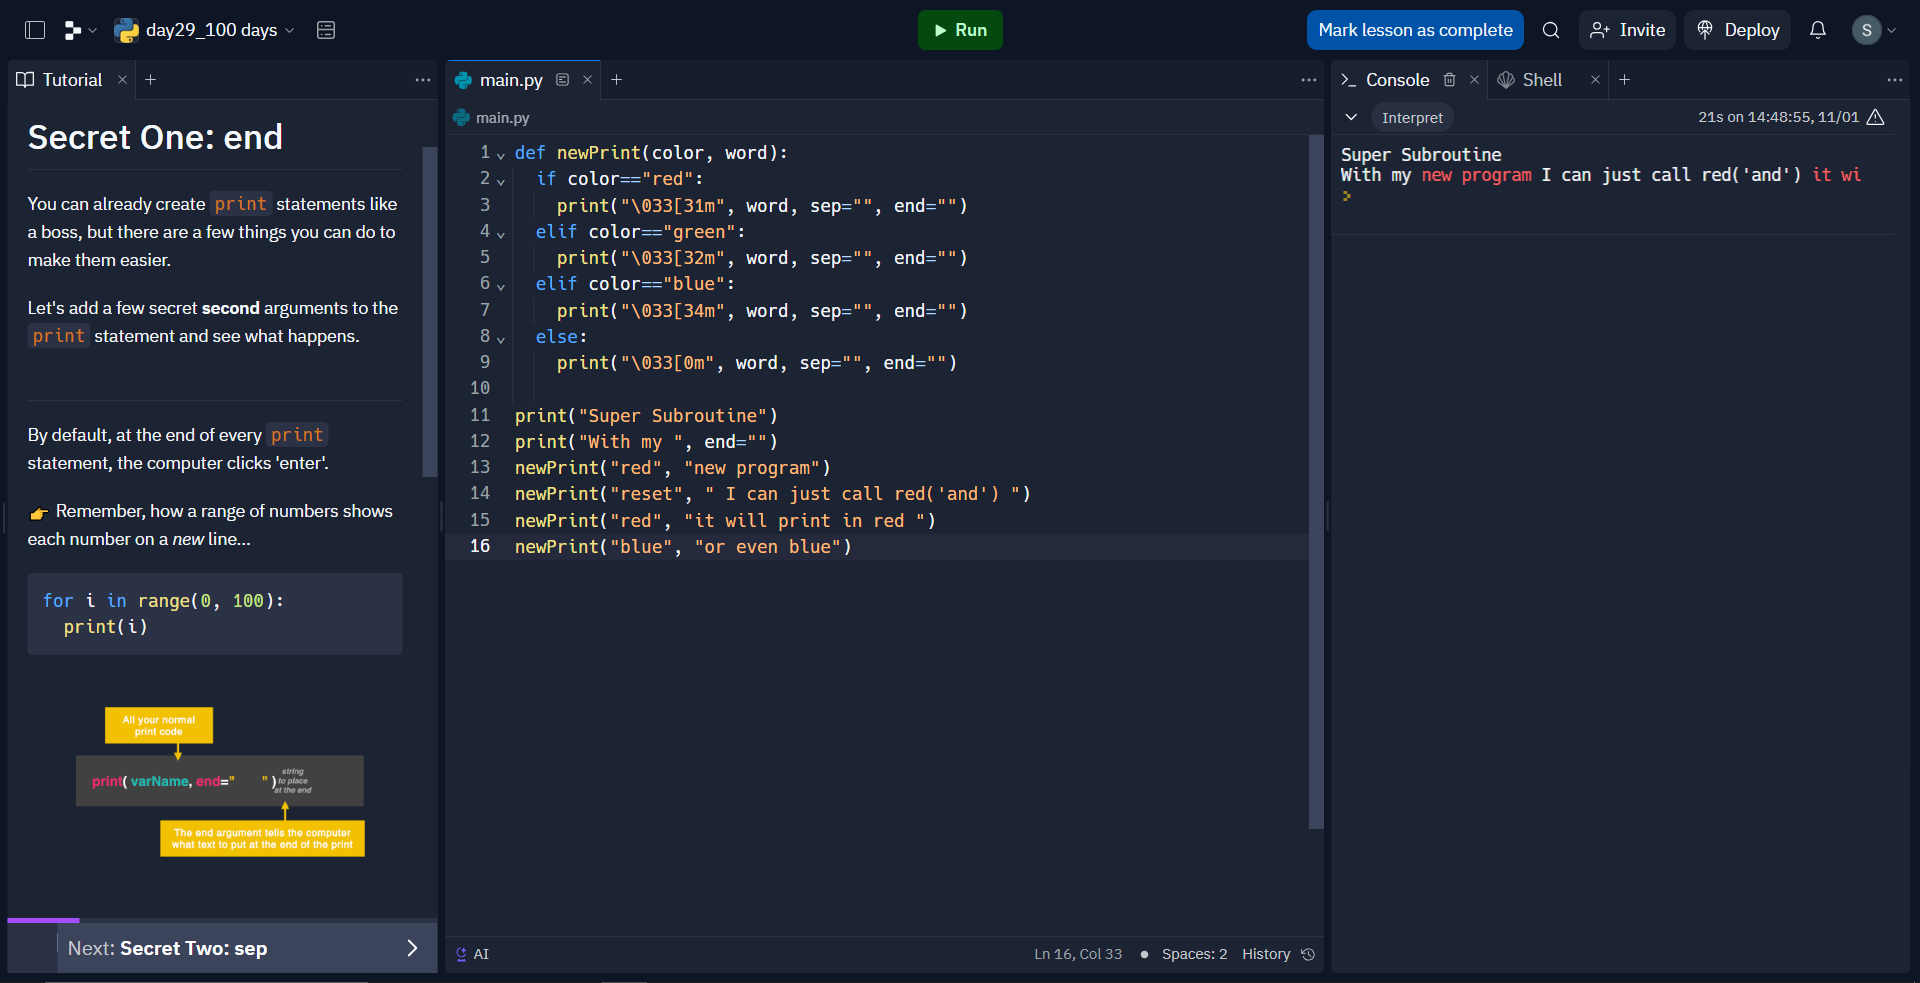 day29_100 days
Run
Mark lesson as complete
Invite
Deploy
S
Tutorial
Secret One: end
You can already create print statements like
a boss, but there are a few things you can do to
make them easier.
Let's add a few secret second arguments to the
print statement and see what happens.
By default, at the end of every print
statement, the computer clicks 'enter'.
👉 Remember, how a range of numbers shows
each number on a new line...
for i in range(0, 100):
  print(i)
All your normal
print code
print( varName, end=" " )
string
to place
at the end
The end argument tells the computer
what text to put at the end of the print
Next: Secret Two: sep
main.py
main.py
1 def newPrint(color, word):
2   if color=="red":
3     print("\033[31m", word, sep="", end="")
4   elif color=="green":
5     print("\033[32m", word, sep="", end="")
6   elif color=="blue":
7     print("\033[34m", word, sep="", end="")
8   else:
9     print("\033[0m", word, sep="", end="")
10
11 print("Super Subroutine")
12 print("With my ", end="")
13 newPrint("red", "new program")
14 newPrint("reset", " I can just call red('and') ")
15 newPrint("red", "it will print in red ")
16 newPrint("blue", "or even blue")
AI
Ln 16, Col 33
Spaces: 2
History
Console
Shell
Interpret
21s on 14:48:55, 11/01
Super Subroutine
With my new program I can just call red('and') it wi